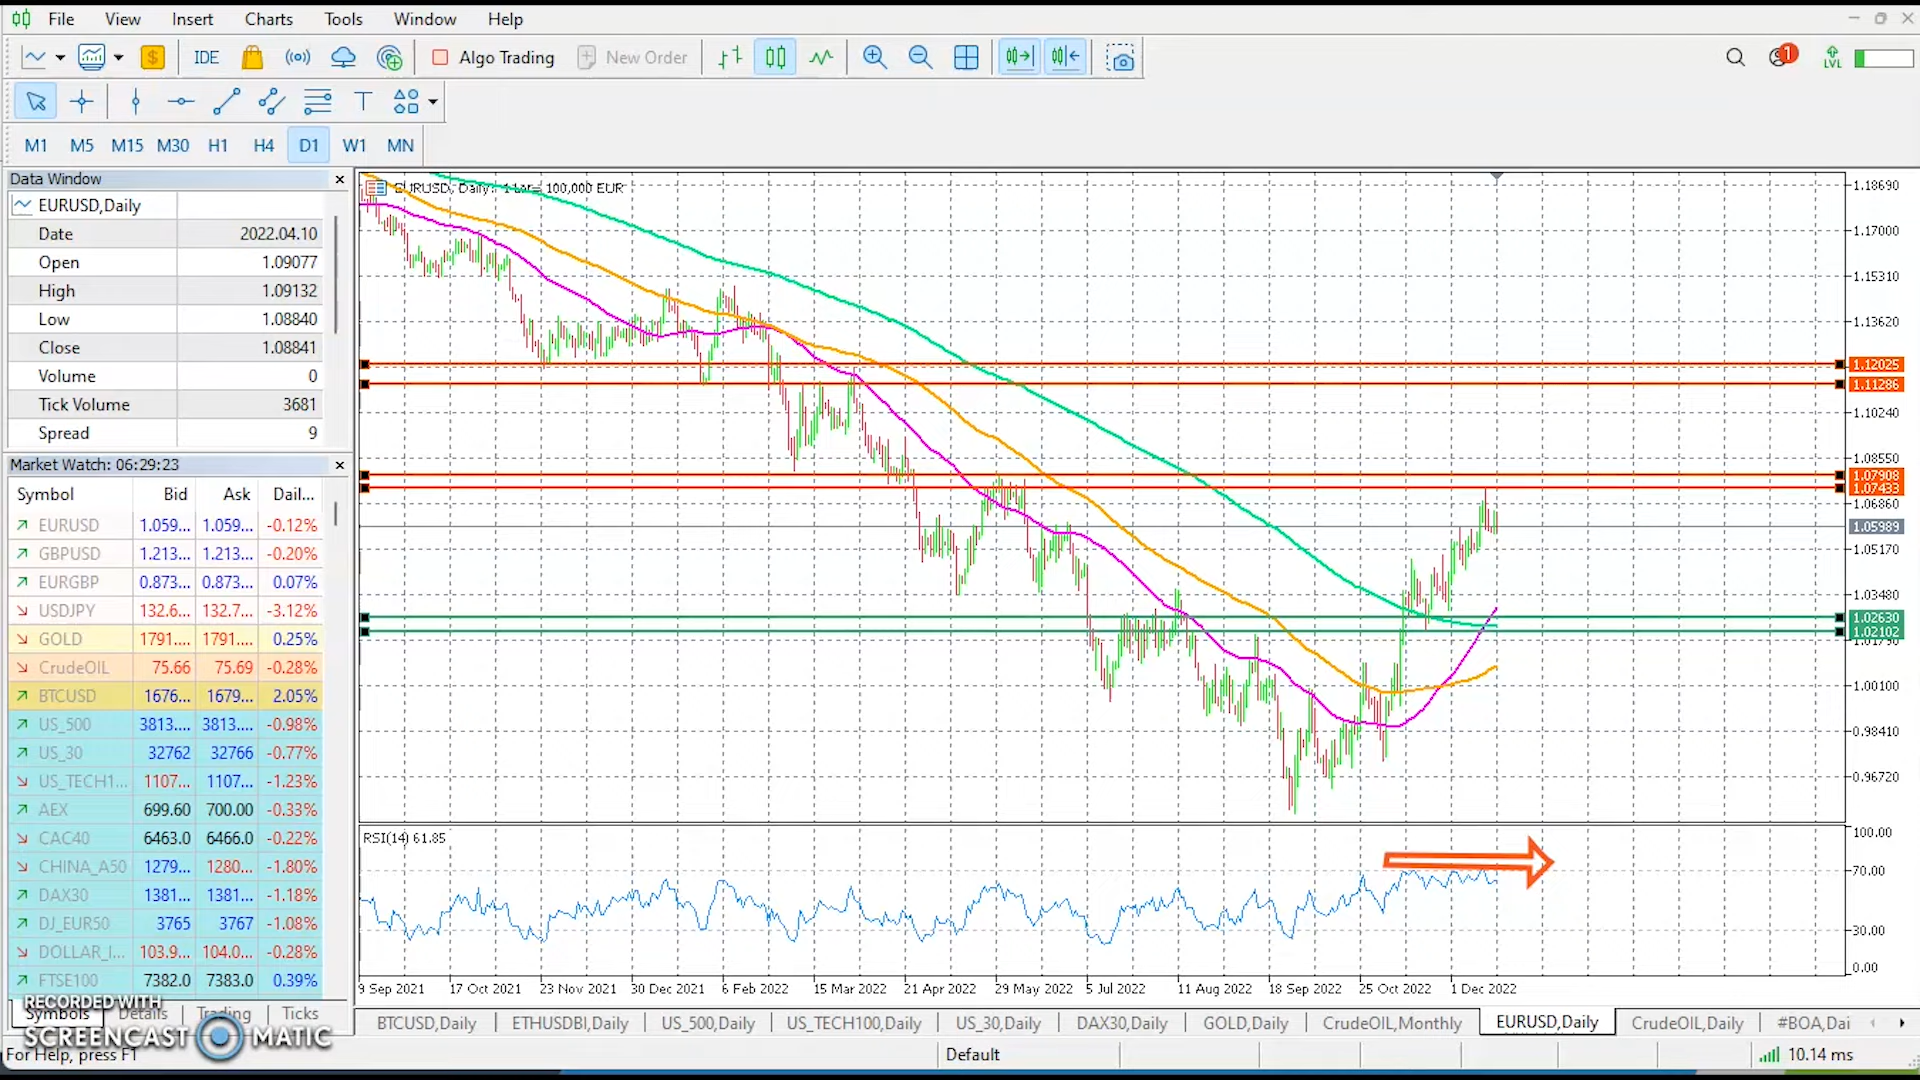 File View Insert Charts Tools Window Help
IDE Algo Trading New Order 1 LVL
M1 M5 M15 M30 H1 H4 D1 W1 MN
Data Window
EURUSD,Daily
Date 2022.04.10
Open 1.09077
High 1.09132
Low 1.08840
Close 1.08841
Volume 0
Tick Volume 3681
Spread 9
Market Watch: 06:29:23
Symbol Bid Ask Dail...
EURUSD 1.059... 1.059... -0.12%
GBPUSD 1.213... 1.213... -0.20%
EURGBP 0.873... 0.873... 0.07%
USDJPY 132.6... 132.7... -3.12%
GOLD 1791.... 1791.... 0.25%
CrudeOIL 75.66 75.69 -0.28%
BTCUSD 1676... 1679... 2.05%
US_500 3813.... 3813.... -0.98%
US_30 32762 32766 -0.77%
US_TECH1... 1107... 1107... -1.23%
AEX 699.60 700.00 -0.33%
CAC40 6463.0 6466.0 -0.22%
CHINA_A50 1279... 1280... -1.80%
DAX30 1381... 1381... -1.18%
DJ_EUR50 3765 3767 -1.08%
DOLLAR_I... 103.9... 104.0... -0.28%
FTSE100 7382.0 7383.0 0.39%
Symbols Details Trading Ticks
RECORDED WITH
SCREENCAST MATIC
EURUSD, Daily: 1 Lot= 100,000 EUR
1.18690
1.17000
1.15331
1.13620
1.12025
1.11286
1.10240
1.08550
1.07908
1.07433
1.06860
1.05989
1.05170
1.03480
1.02630
1.02102
1.01790
1.00100
0.98410
0.96720
RSI(14) 61.85
100.00
70.00
30.00
0.00
9 Sep 2021 17 Oct 2021 23 Nov 2021 30 Dec 2021 6 Feb 2022 15 Mar 2022 21 Apr 2022 29 May 2022 5 Jul 2022 11 Aug 2022 18 Sep 2022 25 Oct 2022 1 Dec 2022
BTCUSD,Daily ETHUSDBI,Daily US_500,Daily US_TECH100,Daily US_30,Daily DAX30,Daily GOLD,Daily CrudeOIL,Monthly EURUSD,Daily CrudeOIL,Daily #BOA,Dai
For Help, press F1 Default 10.14 ms